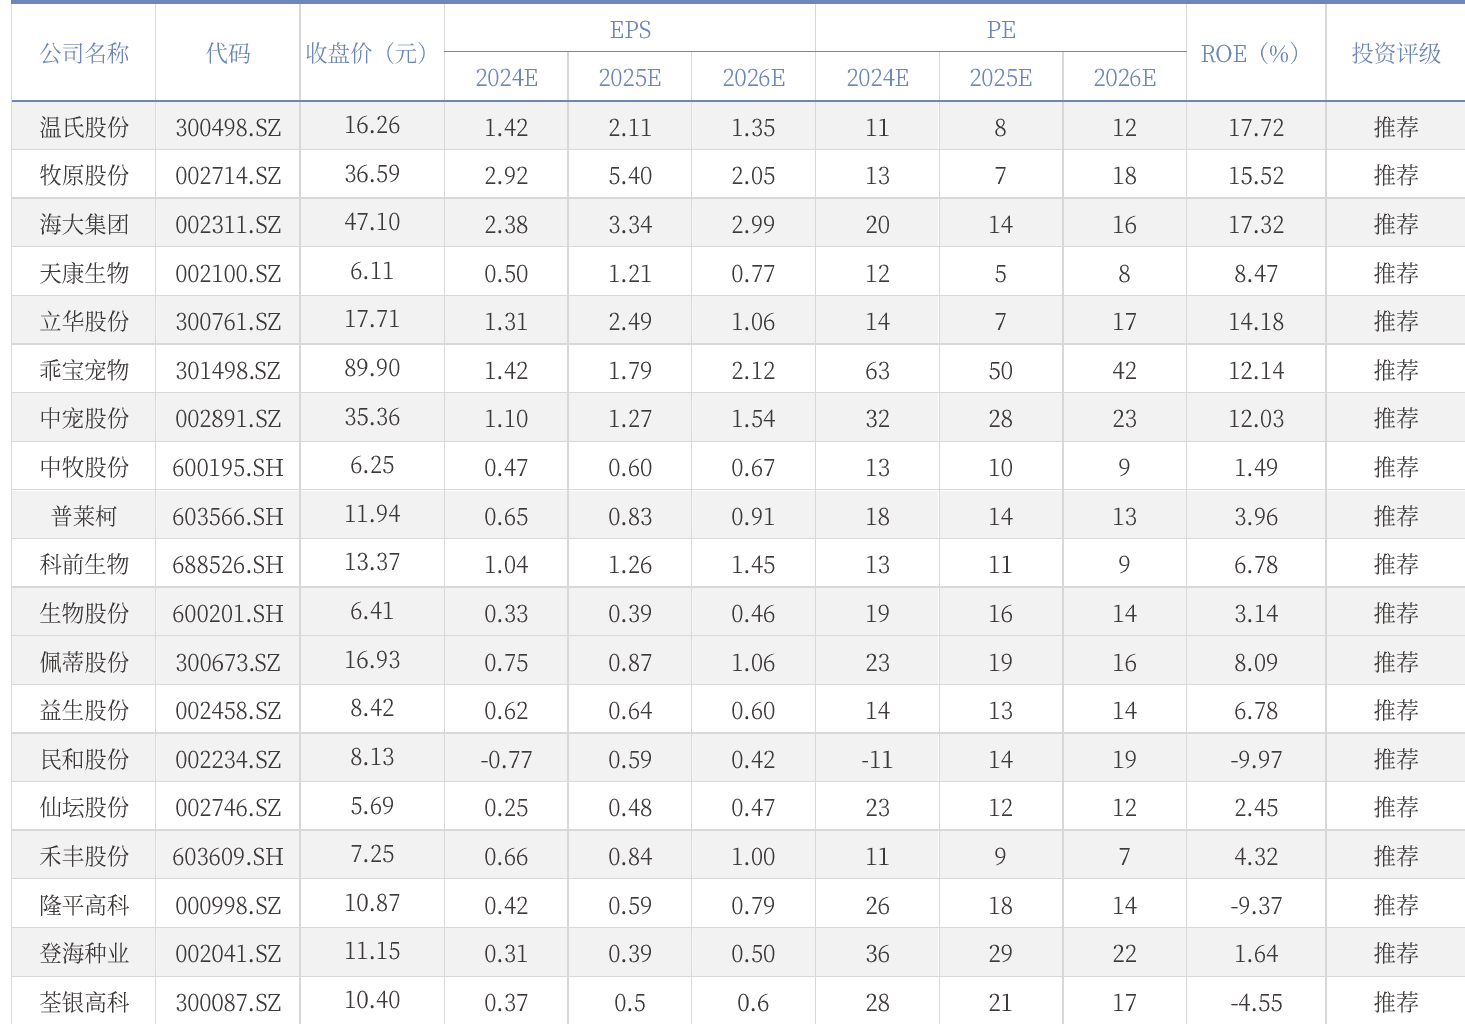 公司名称 代码 收盘价（元） EPS PE ROE（%） 投资评级
2024E 2025E 2026E 2024E 2025E 2026E
温氏股份 300498.SZ 16.26 1.42 2.11 1.35 11 8 12 17.72 推荐
牧原股份 002714.SZ 36.59 2.92 5.40 2.05 13 7 18 15.52 推荐
海大集团 002311.SZ 47.10 2.38 3.34 2.99 20 14 16 17.32 推荐
天康生物 002100.SZ 6.11 0.50 1.21 0.77 12 5 8 8.47 推荐
立华股份 300761.SZ 17.71 1.31 2.49 1.06 14 7 17 14.18 推荐
乖宝宠物 301498.SZ 89.90 1.42 1.79 2.12 63 50 42 12.14 推荐
中宠股份 002891.SZ 35.36 1.10 1.27 1.54 32 28 23 12.03 推荐
中牧股份 600195.SH 6.25 0.47 0.60 0.67 13 10 9 1.49 推荐
普莱柯 603566.SH 11.94 0.65 0.83 0.91 18 14 13 3.96 推荐
科前生物 688526.SH 13.37 1.04 1.26 1.45 13 11 9 6.78 推荐
生物股份 600201.SH 6.41 0.33 0.39 0.46 19 16 14 3.14 推荐
佩蒂股份 300673.SZ 16.93 0.75 0.87 1.06 23 19 16 8.09 推荐
益生股份 002458.SZ 8.42 0.62 0.64 0.60 14 13 14 6.78 推荐
民和股份 002234.SZ 8.13 -0.77 0.59 0.42 -11 14 19 -9.97 推荐
仙坛股份 002746.SZ 5.69 0.25 0.48 0.47 23 12 12 2.45 推荐
禾丰股份 603609.SH 7.25 0.66 0.84 1.00 11 9 7 4.32 推荐
隆平高科 000998.SZ 10.87 0.42 0.59 0.79 26 18 14 -9.37 推荐
登海种业 002041.SZ 11.15 0.31 0.39 0.50 36 29 22 1.64 推荐
荃银高科 300087.SZ 10.40 0.37 0.5 0.6 28 21 17 -4.55 推荐